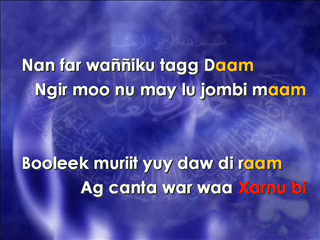 Nan far waññiku tagg Daam
Ngir moo nu may lu jombi maam
Booleek muriit yuy daw di raam
Ag canta war waa Xarnu bi